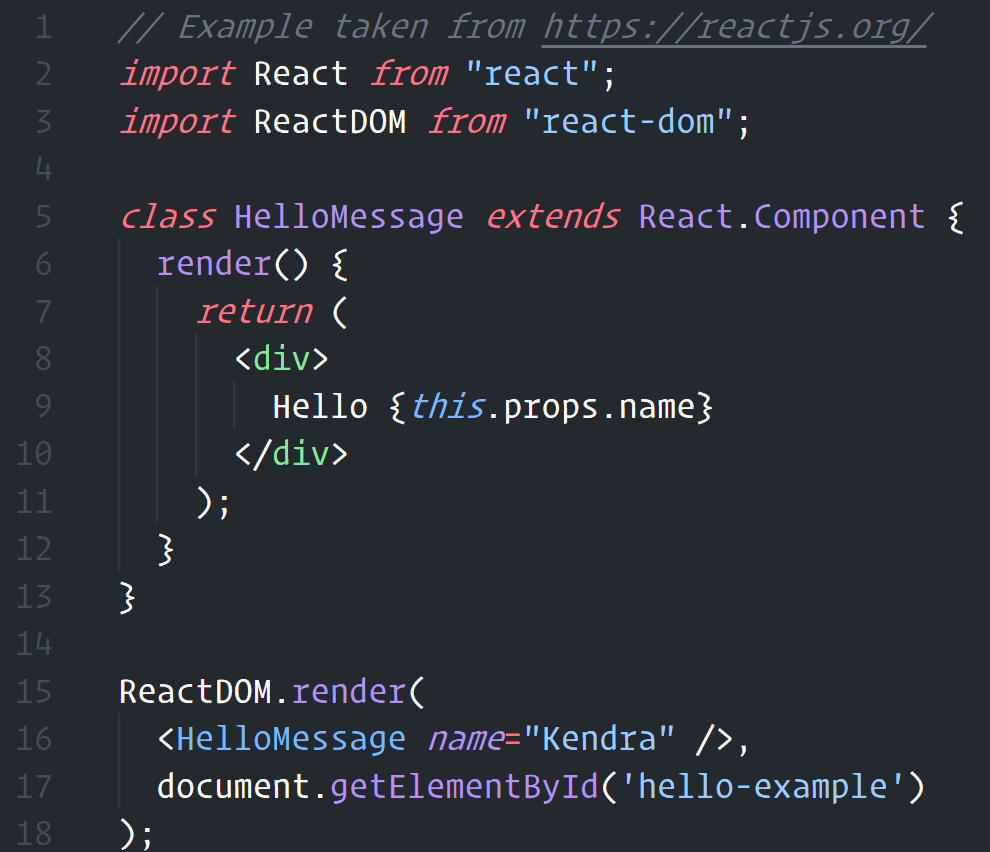 1 // Example taken from https://reactjs.org/
2 import React from "react";
3 import ReactDOM from "react-dom";
4
5 class HelloMessage extends React.Component {
6   render() {
7     return (
8       <div>
9         Hello {this.props.name}
10       </div>
11     );
12   }
13 }
14
15 ReactDOM.render(
16   <HelloMessage name="Kendra" />,
17   document.getElementById('hello-example')
18 );